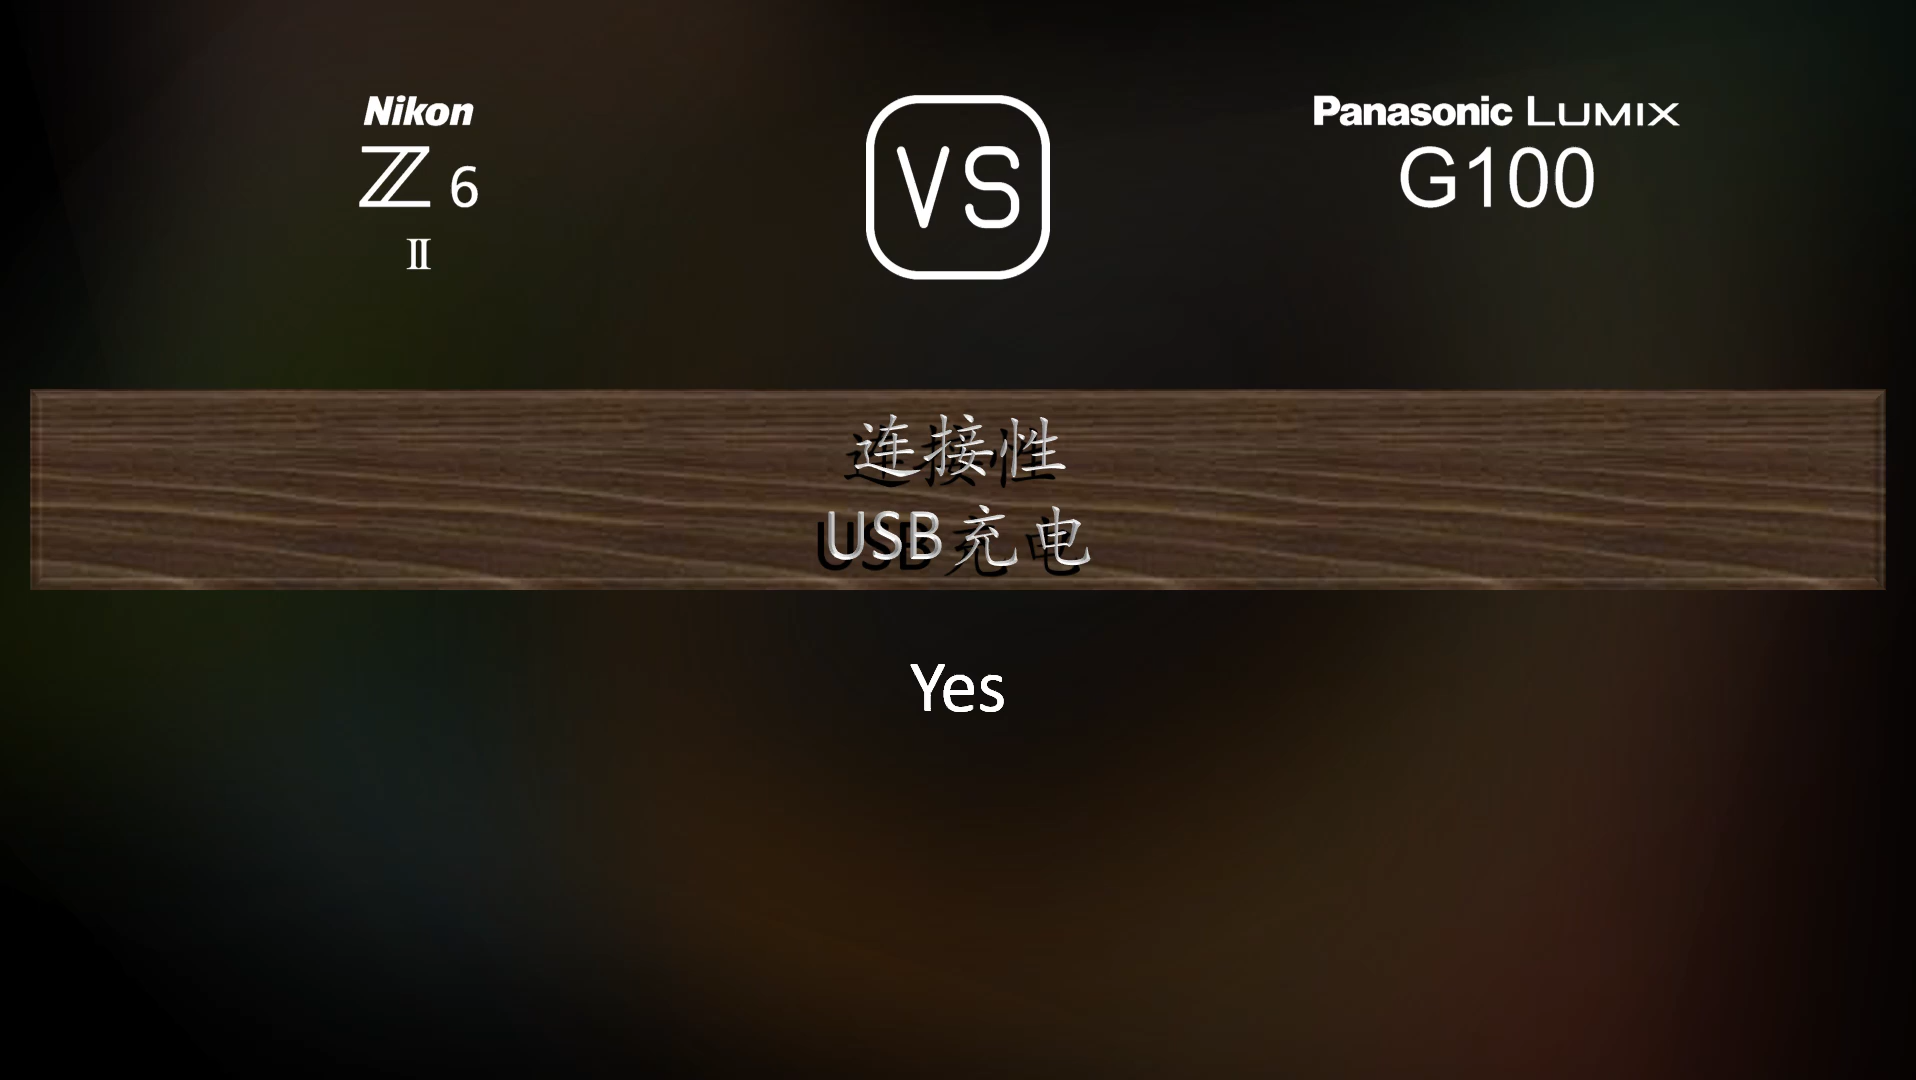 Nikon
Z 6
II
VS
Panasonic LUMIX
G100
连接性
USB充电
Yes